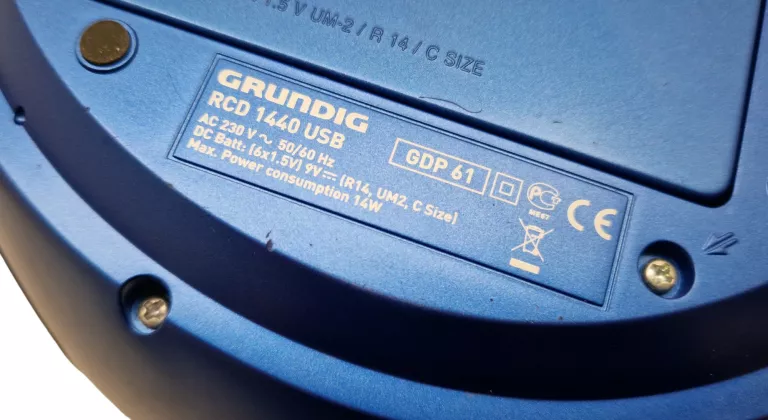 1.5 V UM-2 / R 14 / C SIZE
GRUNDIG
RCD 1440 USB
AC 230 V ~ 50/60 Hz
DC Batt: (6x1.5V) 9V⎓ (R14, UM2, C Size)
Max. Power consumption 14W
GDP 61
CE